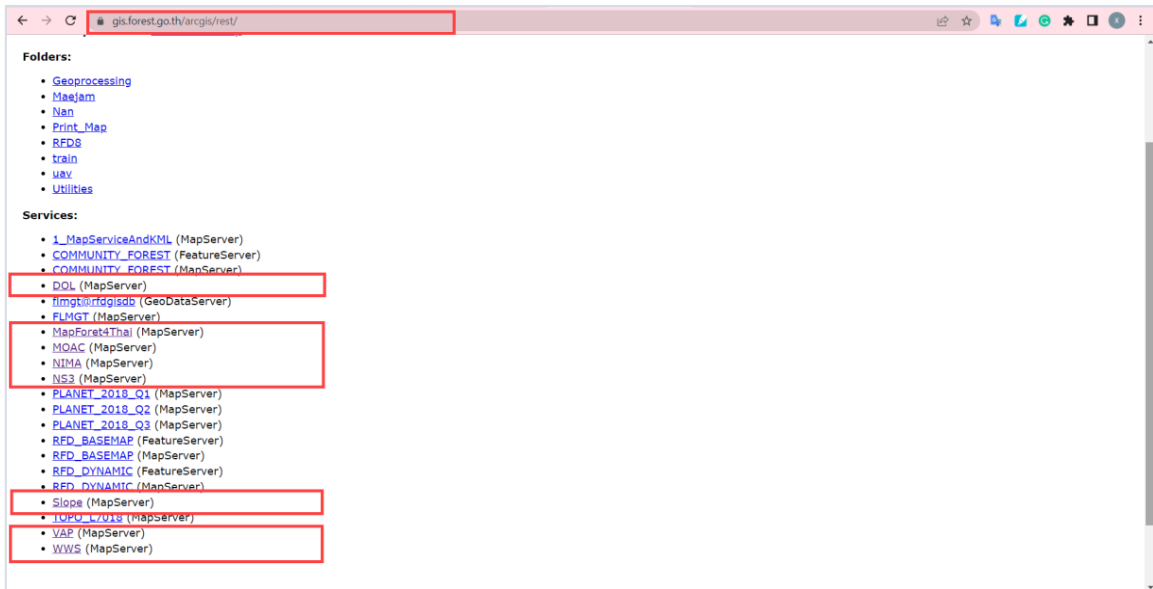 gis.forest.go.th/arcgis/rest/
Folders:
• Geoprocessing
• Maejam
• Nan
• Print_Map
• RFD8
• train
• uav
• Utilities
Services:
• 1_MapServiceAndKML (MapServer)
• COMMUNITY_FOREST (FeatureServer)
• COMMUNITY_FOREST (MapServer)
• DOL (MapServer)
• flmgt@rfdgisdb (GeoDataServer)
• FLMGT (MapServer)
• MapForet4Thai (MapServer)
• MOAC (MapServer)
• NIMA (MapServer)
• NS3 (MapServer)
• PLANET_2018_Q1 (MapServer)
• PLANET_2018_Q2 (MapServer)
• PLANET_2018_Q3 (MapServer)
• RFD_BASEMAP (FeatureServer)
• RFD_BASEMAP (MapServer)
• RFD_DYNAMIC (FeatureServer)
• RFD_DYNAMIC (MapServer)
• Slope (MapServer)
• TOPO_L7018 (MapServer)
• VAP (MapServer)
• WWS (MapServer)